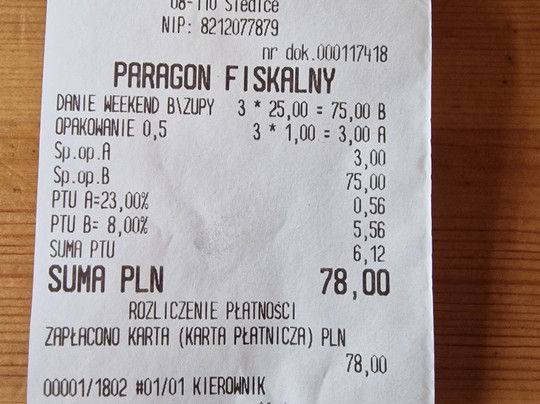 08-110 Siedlce
NIP: 8212077879
nr dok.000117418
PARAGON FISKALNY
DANIE WEEKEND B\ZUPY 3 * 25,00 = 75,00 B
OPAKOWANIE 0,5 3 * 1,00 = 3,00 A
Sp.op.A 3,00
Sp.op.B 75,00
PTU A=23,00% 0,56
PTU B= 8,00% 5,56
SUMA PTU 6,12
SUMA PLN 78,00
ROZLICZENIE PŁATNOŚCI
ZAPŁACONO KARTA (KARTA PŁATNICZA) PLN
78,00
00001/1802 #01/01 KIEROWNIK